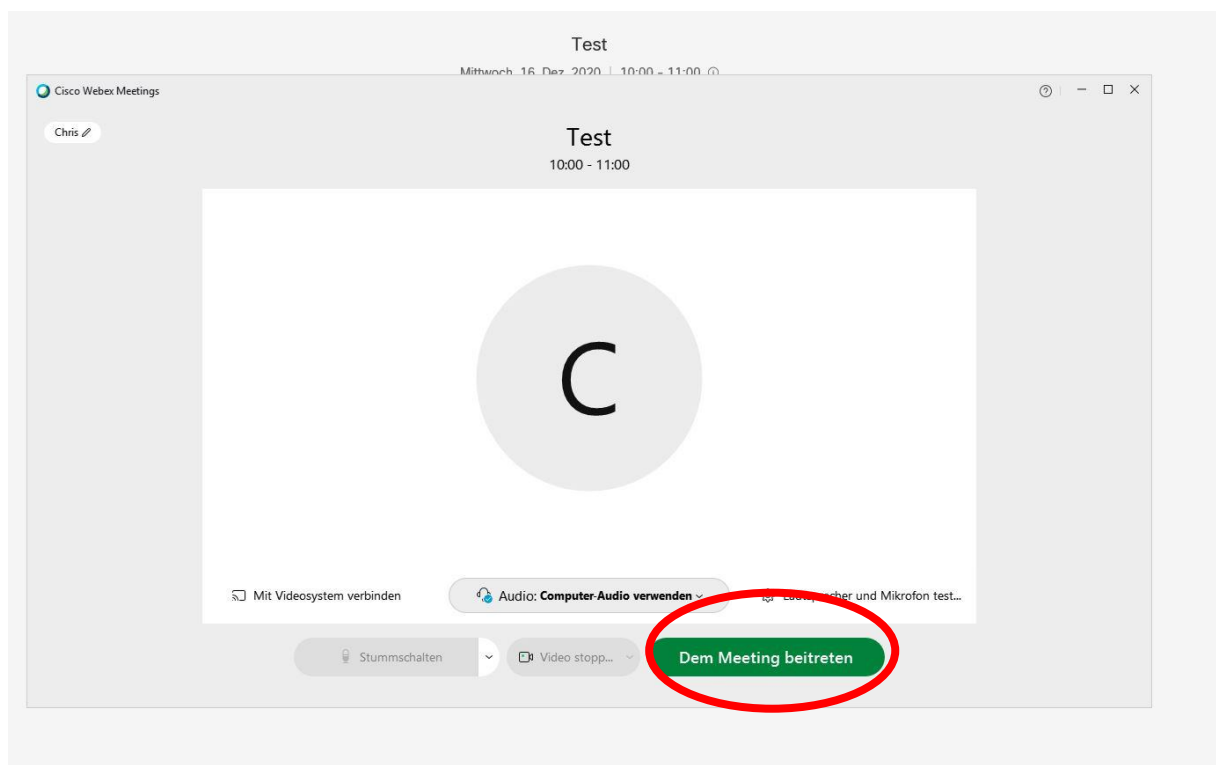 Test
Mittwoch, 16. Dez. 2020 | 10:00 - 11:00
Cisco Webex Meetings
Chris
Test
10:00 - 11:00
C
Mit Videosystem verbinden
Audio: Computer-Audio verwenden
Lautsprecher und Mikrofon test...
Stummschalten
Video stopp...
Dem Meeting beitreten